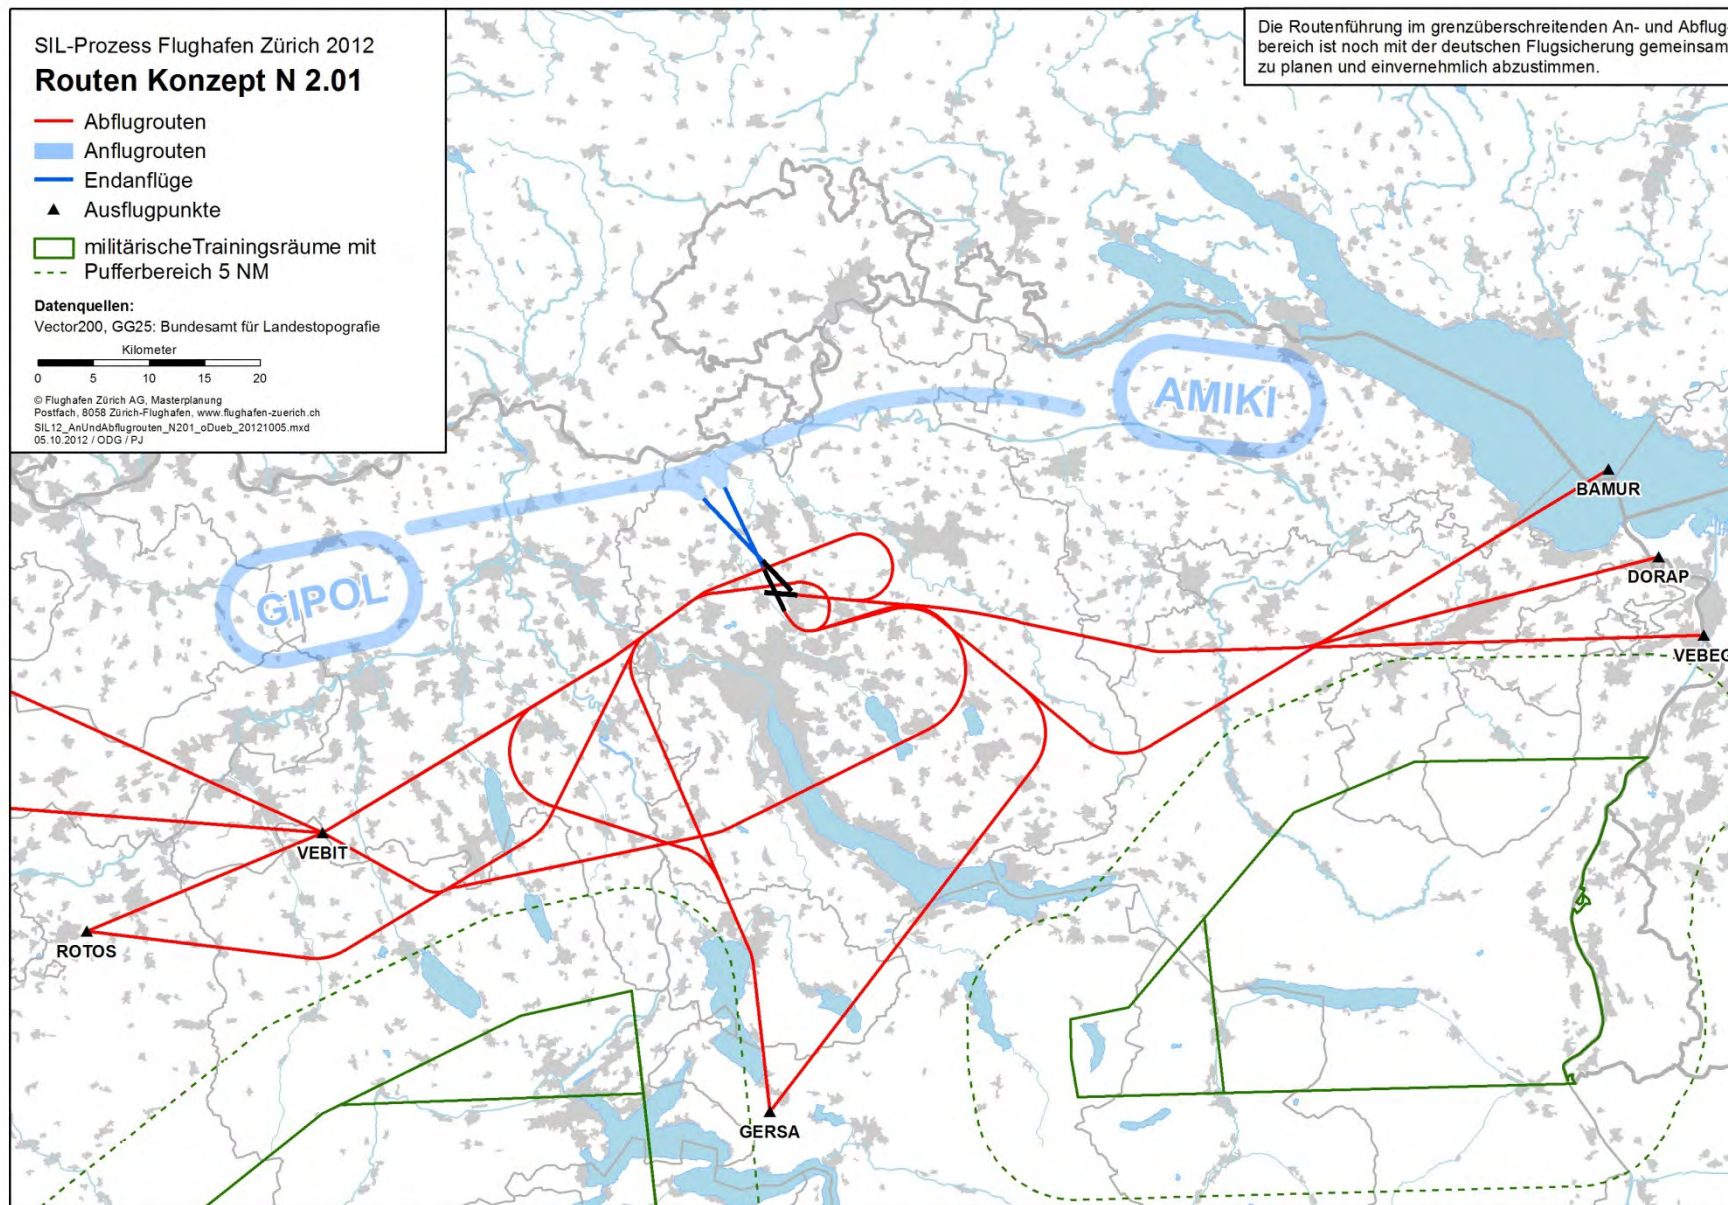 SIL-Prozess Flughafen Zürich 2012
Routen Konzept N 2.01
Abflugrouten
Anflugrouten
Endanflüge
Ausflugpunkte
militärischeTrainingsräume mit
Pufferbereich 5 NM
Datenquellen:
Vector200, GG25: Bundesamt für Landestopografie
Kilometer
0 5 10 15 20
© Flughafen Zürich AG, Masterplanung
Postfach, 8058 Zürich-Flughafen, www.flughafen-zuerich.ch
SIL12_AnUndAbflugrouten_N201_oDueb_20121005.mxd
05.10.2012 / ODG / PJ
Die Routenführung im grenzüberschreitenden An- und Abflug-
bereich ist noch mit der deutschen Flugsicherung gemeinsam
zu planen und einvernehmlich abzustimmen.
AMIKI
BAMUR
GIPOL
DORAP
VEBEG
VEBIT
ROTOS
GERSA